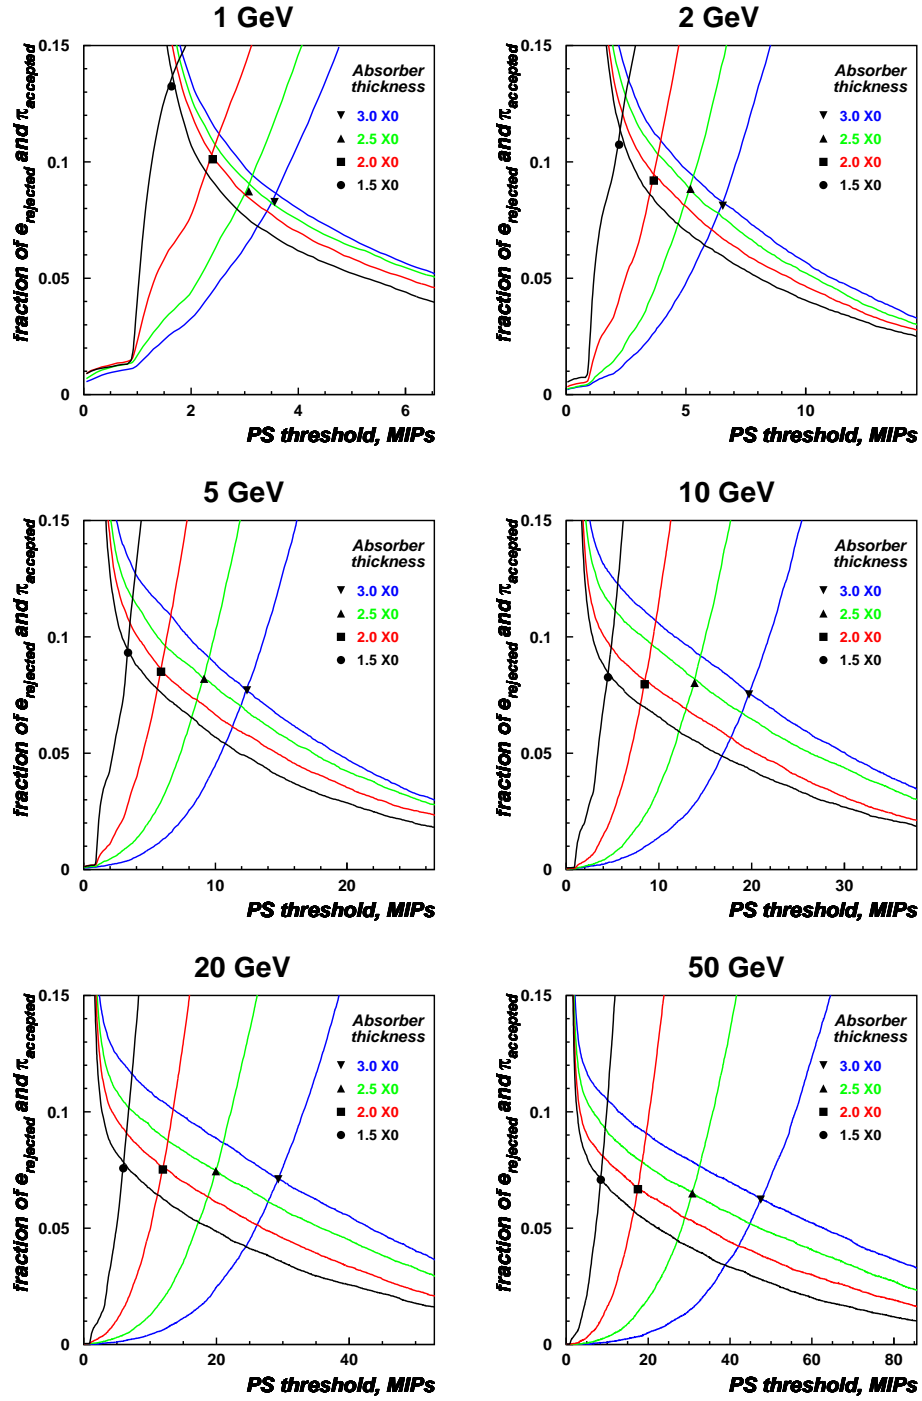 1 GeV
fraction of e_rejected and π_accepted
0.15
0.1
0.05
0
Absorber
thickness
3.0 X0
2.5 X0
2.0 X0
1.5 X0
0 2 4 6
PS threshold, MIPs
2 GeV
fraction of e_rejected and π_accepted
0.15
0.1
0.05
0
Absorber
thickness
3.0 X0
2.5 X0
2.0 X0
1.5 X0
0 5 10
PS threshold, MIPs
5 GeV
fraction of e_rejected and π_accepted
0.15
0.1
0.05
0
Absorber
thickness
3.0 X0
2.5 X0
2.0 X0
1.5 X0
0 10 20
PS threshold, MIPs
10 GeV
fraction of e_rejected and π_accepted
0.15
0.1
0.05
0
Absorber
thickness
3.0 X0
2.5 X0
2.0 X0
1.5 X0
0 10 20 30
PS threshold, MIPs
20 GeV
fraction of e_rejected and π_accepted
0.15
0.1
0.05
0
Absorber
thickness
3.0 X0
2.5 X0
2.0 X0
1.5 X0
0 20 40
PS threshold, MIPs
50 GeV
fraction of e_rejected and π_accepted
0.15
0.1
0.05
0
Absorber
thickness
3.0 X0
2.5 X0
2.0 X0
1.5 X0
0 20 40 60 80
PS threshold, MIPs